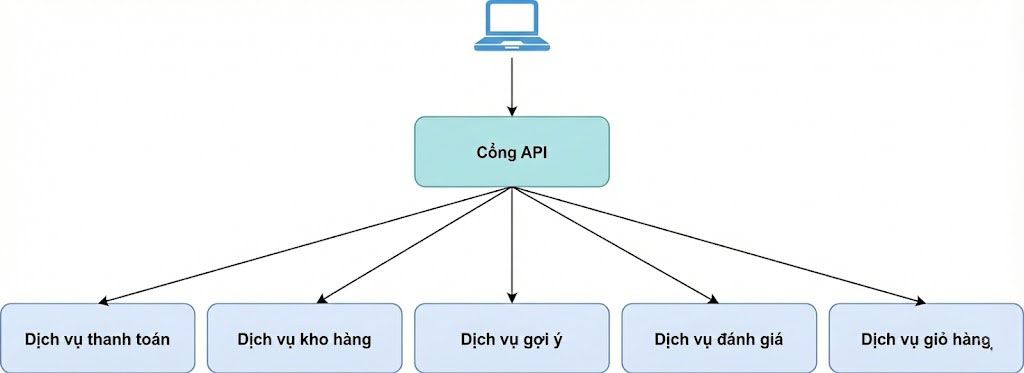 Cổng API
Dịch vụ thanh toán
Dịch vụ kho hàng
Dịch vụ gợi ý
Dịch vụ đánh giá
Dịch vụ giỏ hàng